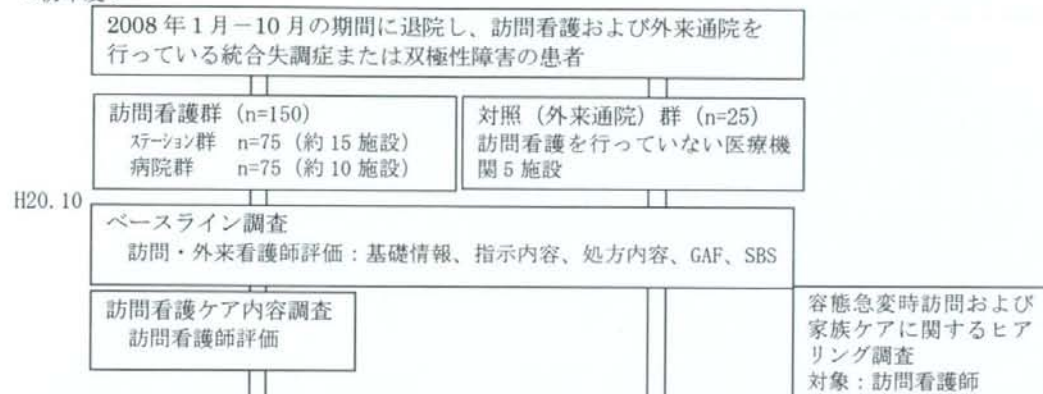 2008年1月－10月の期間に退院し、訪問看護および外来通院を
行っている統合失調症または双極性障害の患者
訪問看護群（n=150）
ｽﾃｰｼｮﾝ群 n=75（約15施設）
病院群 n=75（約10施設）
対照（外来通院）群（n=25）
訪問看護を行っていない医療機
関5施設
H20.10
ベースライン調査
訪問・外来看護師評価：基礎情報、指示内容、処方内容、GAF、SBS
訪問看護ケア内容調査
訪問看護師評価
容態急変時訪問および
家族ケアに関するヒア
リング調査
対象：訪問看護師